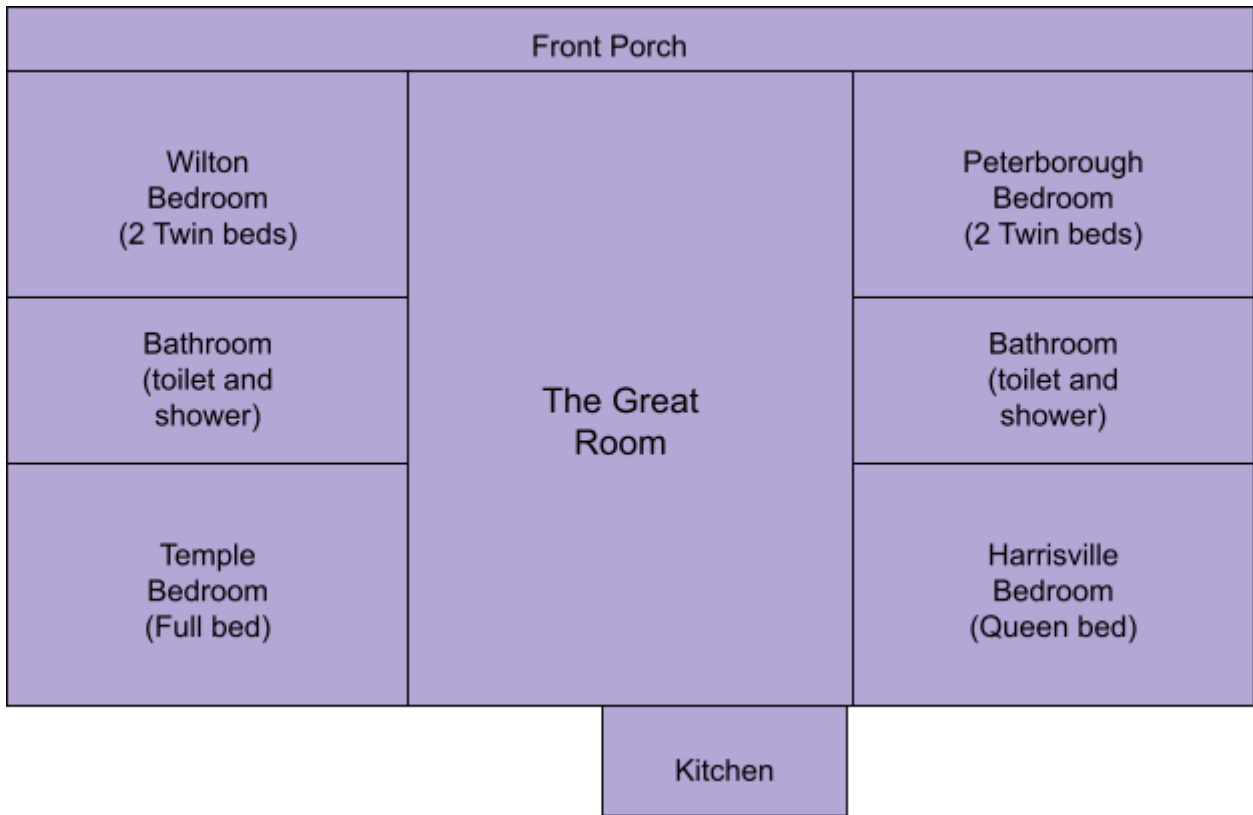 Front Porch
Wilton
Bedroom
(2 Twin beds)
Peterborough
Bedroom
(2 Twin beds)
Bathroom
(toilet and
shower)
The Great
Room
Bathroom
(toilet and
shower)
Temple
Bedroom
(Full bed)
Harrisville
Bedroom
(Queen bed)
Kitchen